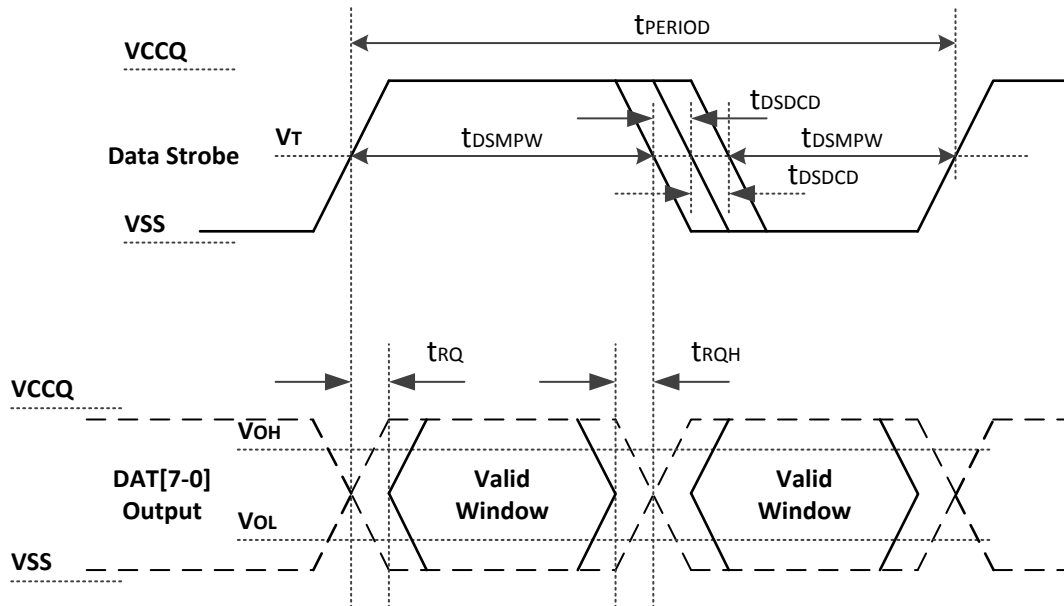 tPERIOD
VCCQ
tDSDCD
VT
tDSMPW
tDSMPW
Data Strobe
tDSDCD
VSS
tRQ
tRQH
VCCQ
VOH
DAT[7-0]
Output
Valid
Window
Valid
Window
VOL
VSS